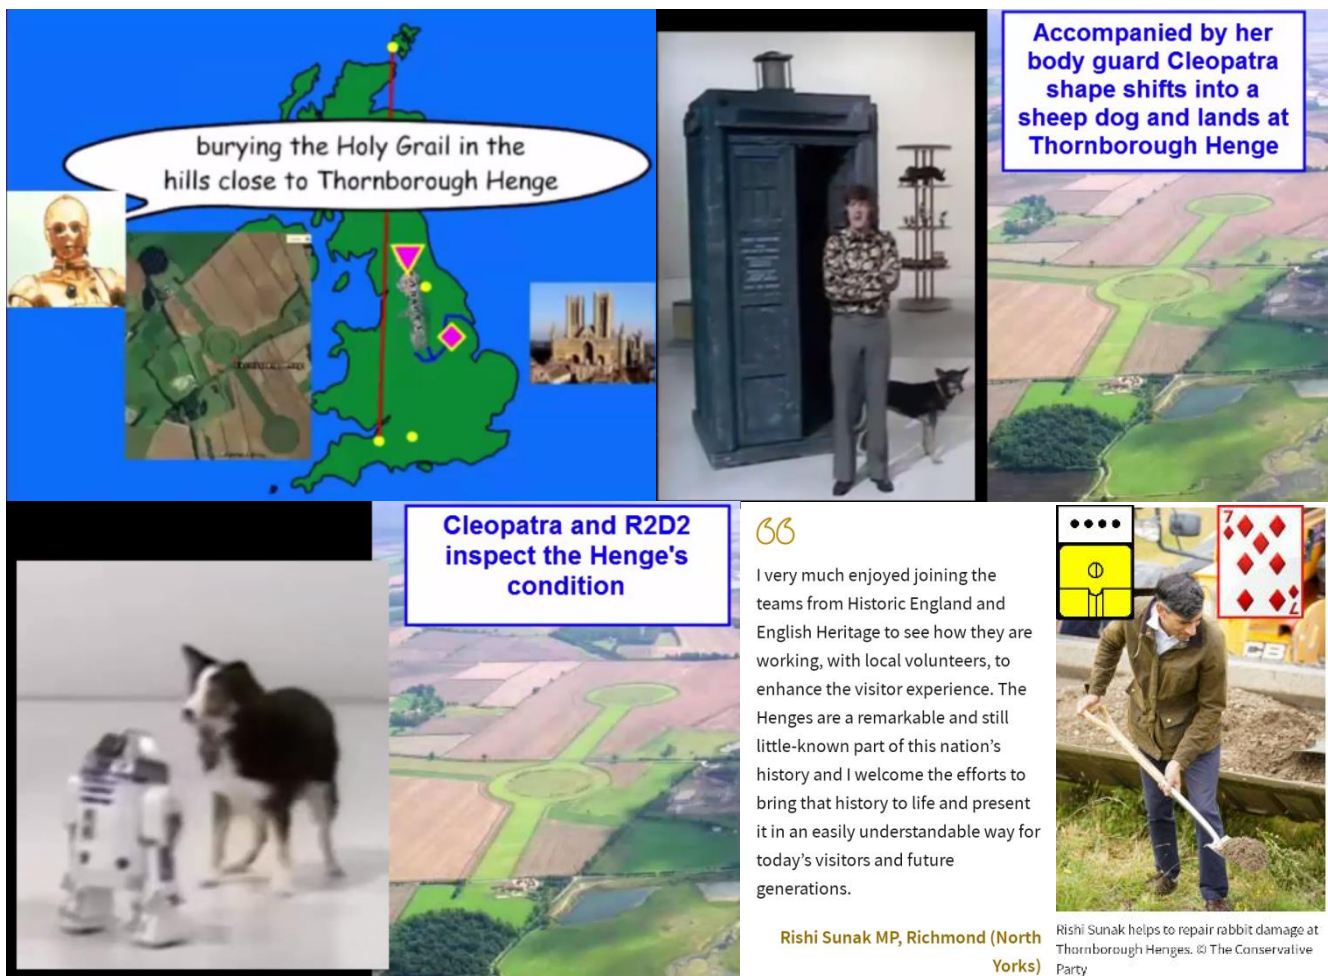 burying the Holy Grail in the
hills close to Thornborough Henge
Accompanied by her
body guard Cleopatra
shape shifts into a
sheep dog and lands at
Thornborough Henge
Cleopatra and R2D2
inspect the Henge's
condition
I very much enjoyed joining the
teams from Historic England and
English Heritage to see how they are
working, with local volunteers, to
enhance the visitor experience. The
Henges are a remarkable and still
little-known part of this nation's
history and I welcome the efforts to
bring that history to life and present
it in an easily understandable way for
today's visitors and future
generations.
Rishi Sunak MP, Richmond (North
Yorks)
7
7
CB
Rishi Sunak helps to repair rabbit damage at
Thornborough Henges. © The Conservative
Party